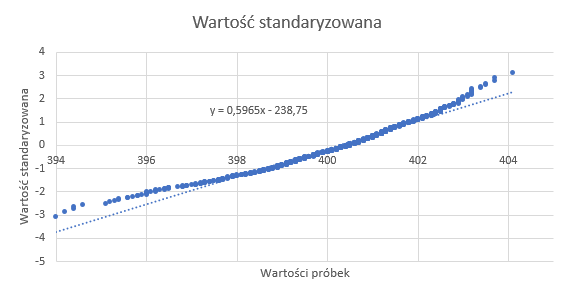 Wartość standaryzowana
4
3
2
1
0
-1
-2
-3
-4
-5
394 396 398 400 402 404
y = 0,5965x - 238,75
Wartość standaryzowana
Wartości próbek